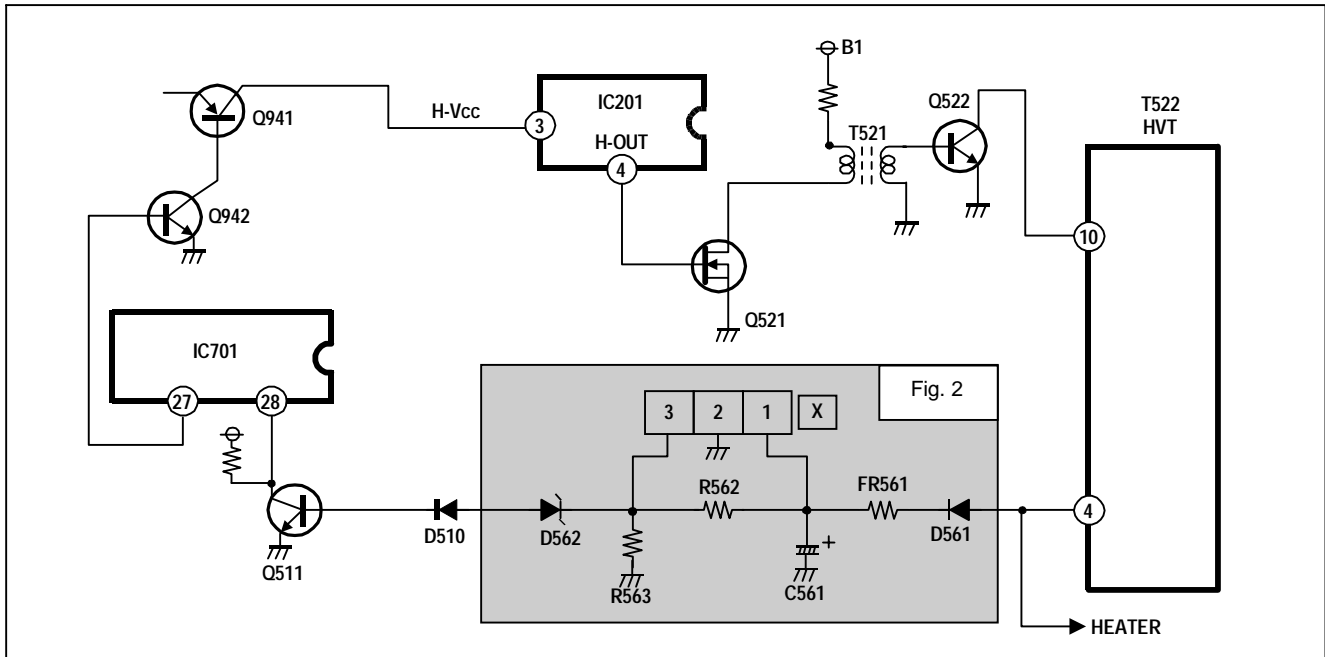 B1
Q941
H-VCC
3
IC201
H-OUT
4
T521
Q522
T522
HVT
Q942
10
Q521
IC701
27
28
Fig. 2
3 2 1 X
R562
FR561
D510
D562
D561
4
Q511
R563
C561
+
HEATER